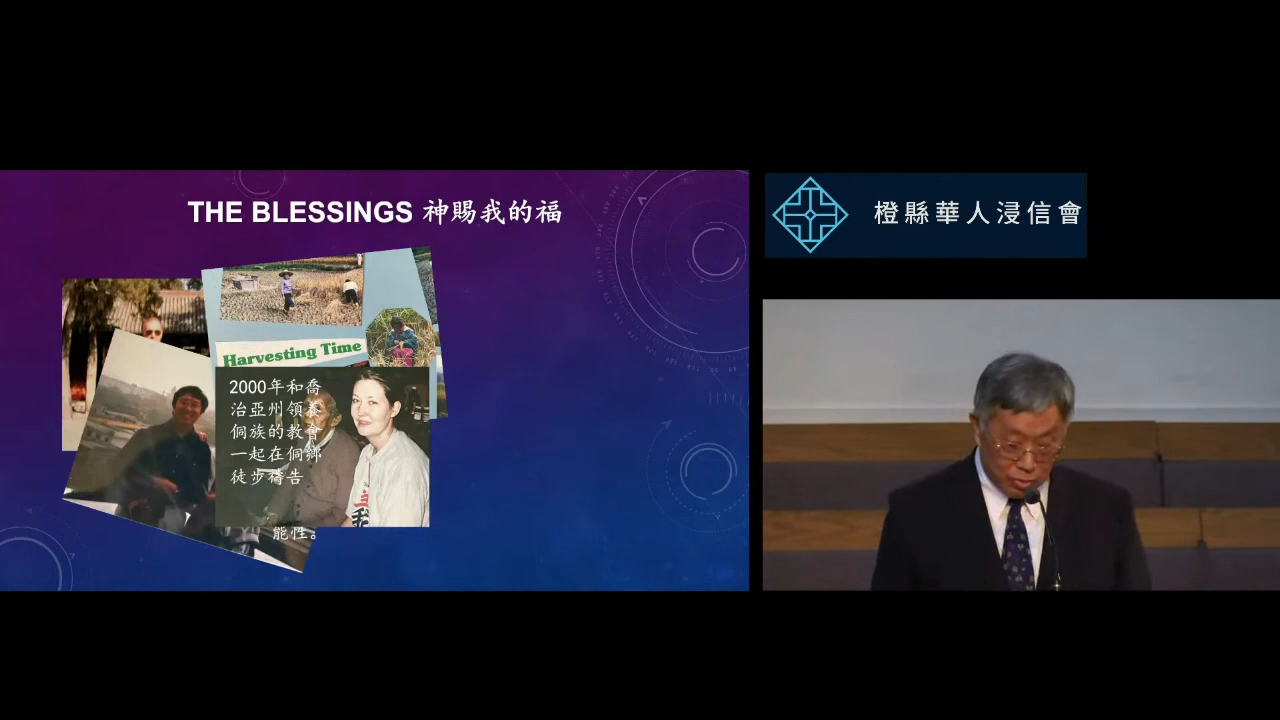 THE BLESSINGS 神賜我的福
Harvesting Time
2000年和喬
治亞州領養
侗族的教會
一起在侗鄉
徒步禱告
能性。
橙縣華人浸信會